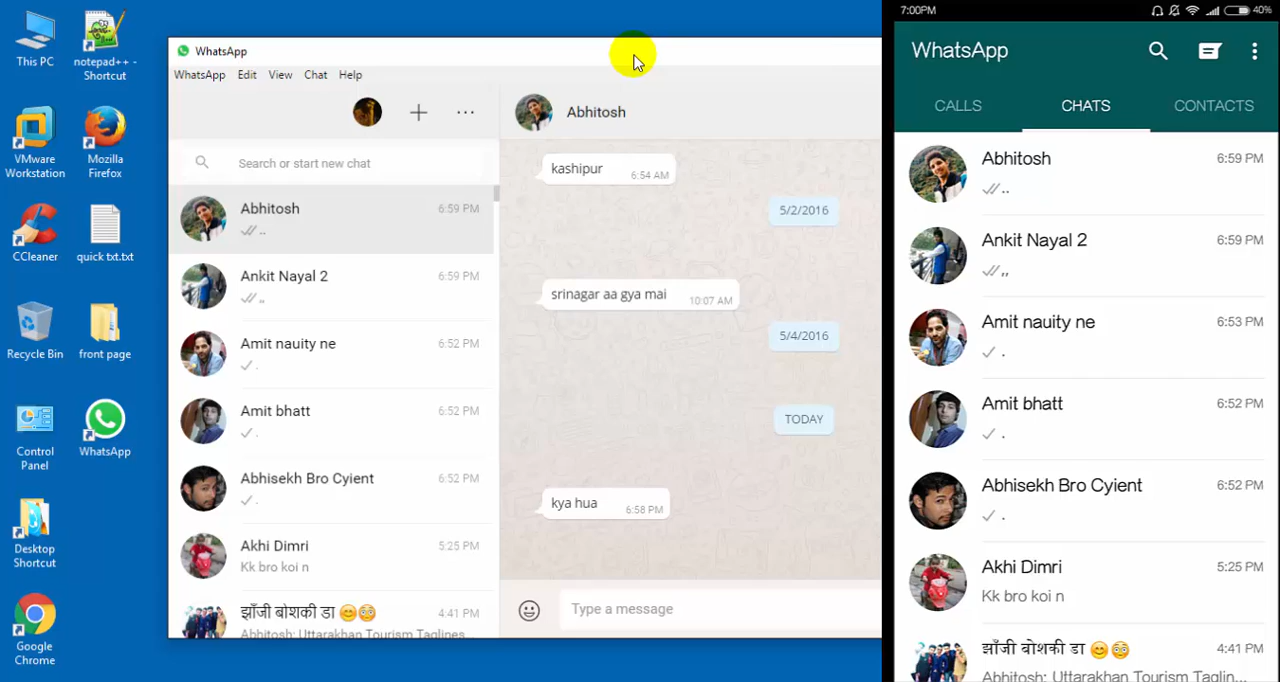 This PC
notepad++ -
Shortcut
VMware
Workstation
Mozilla
Firefox
CCleaner
quick txt.txt
Recycle Bin
front page
Control
Panel
WhatsApp
Desktop
Shortcut
Google
Chrome
WhatsApp
WhatsApp Edit View Chat Help
Search or start new chat
Abhitosh 6:59 PM
..
Ankit Nayal 2 6:59 PM
,,
Amit nauity ne 6:52 PM
.
Amit bhatt 6:52 PM
.
Abhisekh Bro Cyient 6:52 PM
.
Akhi Dimri 5:25 PM
Kk bro koi n
झाँजी बोशकी डा 😊😳 4:41 PM
Abhitosh: Uttarakhan Tourism Taglines...
Abhitosh
kashipur 6:54 AM
5/2/2016
srinagar aa gya mai 10:07 AM
5/4/2016
TODAY
kya hua 6:58 PM
Type a message
7:00PM 40%
WhatsApp
CALLS CHATS CONTACTS
Abhitosh 6:59 PM
..
Ankit Nayal 2 6:59 PM
,,
Amit nauity ne 6:53 PM
.
Amit bhatt 6:52 PM
.
Abhisekh Bro Cyient 6:52 PM
.
Akhi Dimri 5:25 PM
Kk bro koi n
झाँजी बोशकी डा 😊😳 4:41 PM
Abhitosh: Uttarakhan Tourism Taglin...